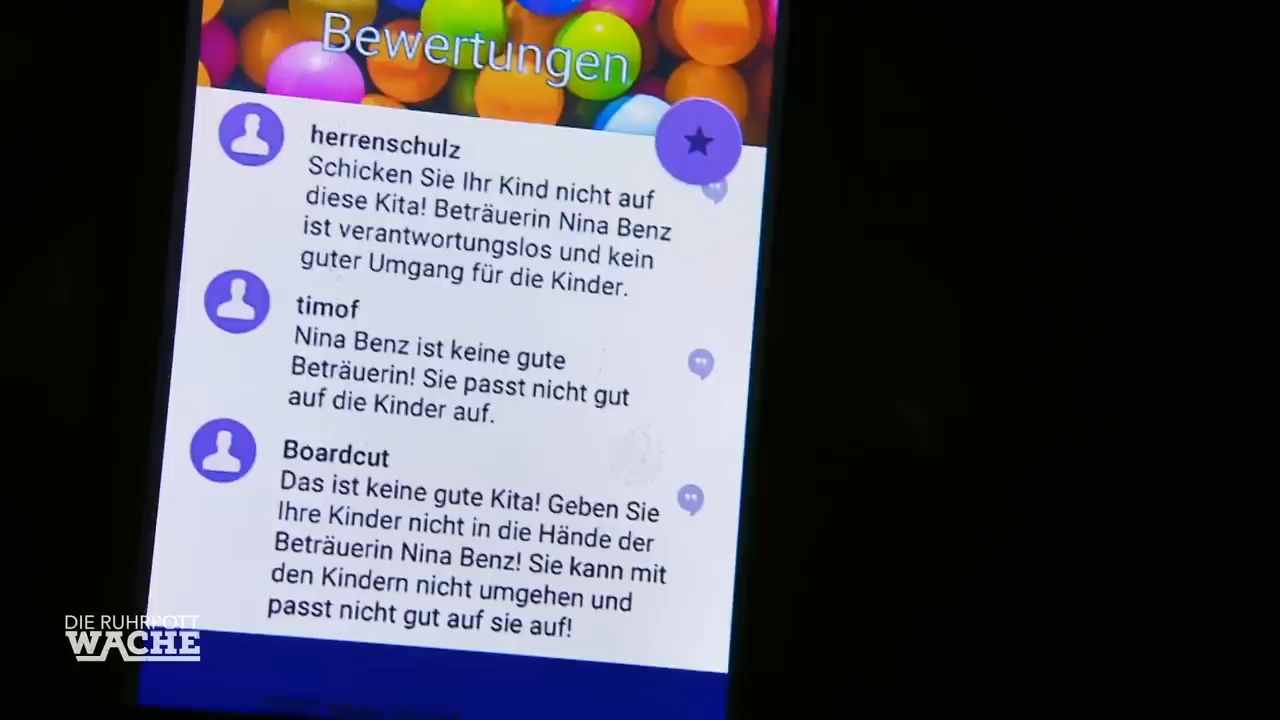 Bewertungen
herrenschulz
Schicken Sie Ihr Kind nicht auf
diese Kita! Beträuerin Nina Benz
ist verantwortungslos und kein
guter Umgang für die Kinder.
timof
Nina Benz ist keine gute
Beträuerin! Sie passt nicht gut
auf die Kinder auf.
Boardcut
Das ist keine gute Kita! Geben Sie
Ihre Kinder nicht in die Hände der
Beträuerin Nina Benz! Sie kann mit
den Kindern nicht umgehen und
passt nicht gut auf sie auf!
DIE RUHRPOTT
WACHE